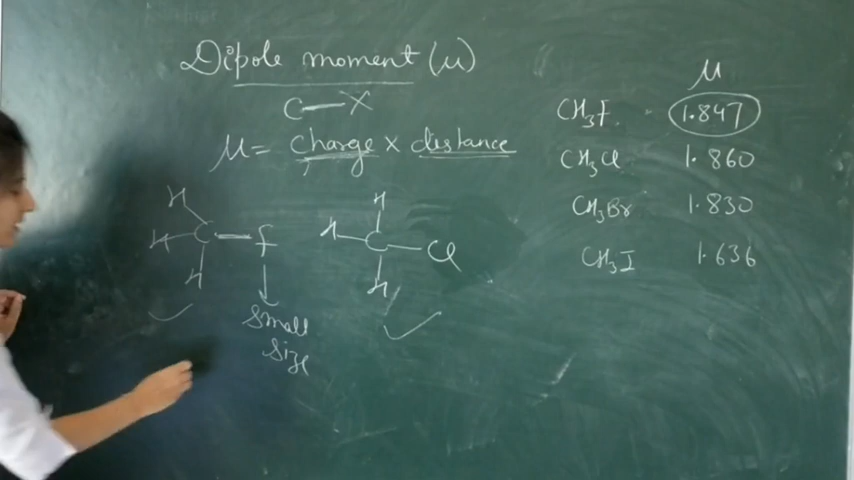 Dipole moment (μ)
C—X
μ = charge x distance
H
H C — F
H
Small
Size
H
H C Cl
H
μ
CH₃F 1.847
CH₃Cl 1.860
CH₃Br 1.830
CH₃I 1.636